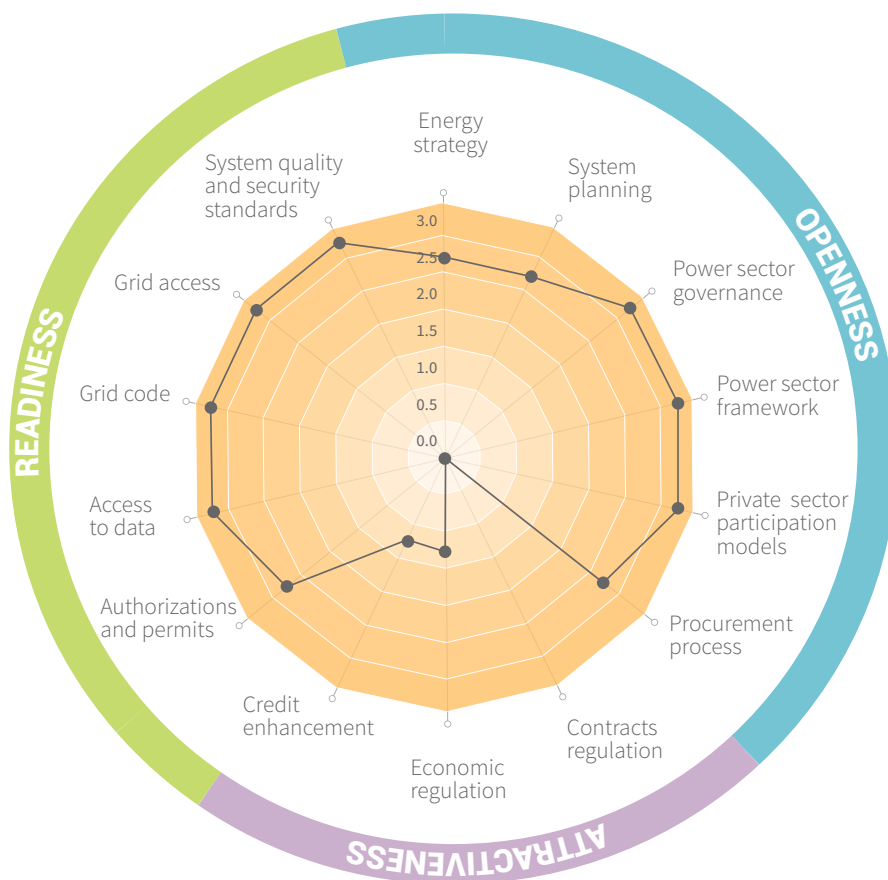 Energy
strategy
System
planning
Power sector
governance
Power sector
framework
Private sector
participation
models
Procurement
process
Contracts
regulation
Economic
regulation
Credit
enhancement
Authorizations
and permits
Access
to data
Grid code
Grid access
System quality
and security
standards
3.0
2.5
2.0
1.5
1.0
0.5
0.0
OPENNESS
ATTRACTIVENESS
READINESS